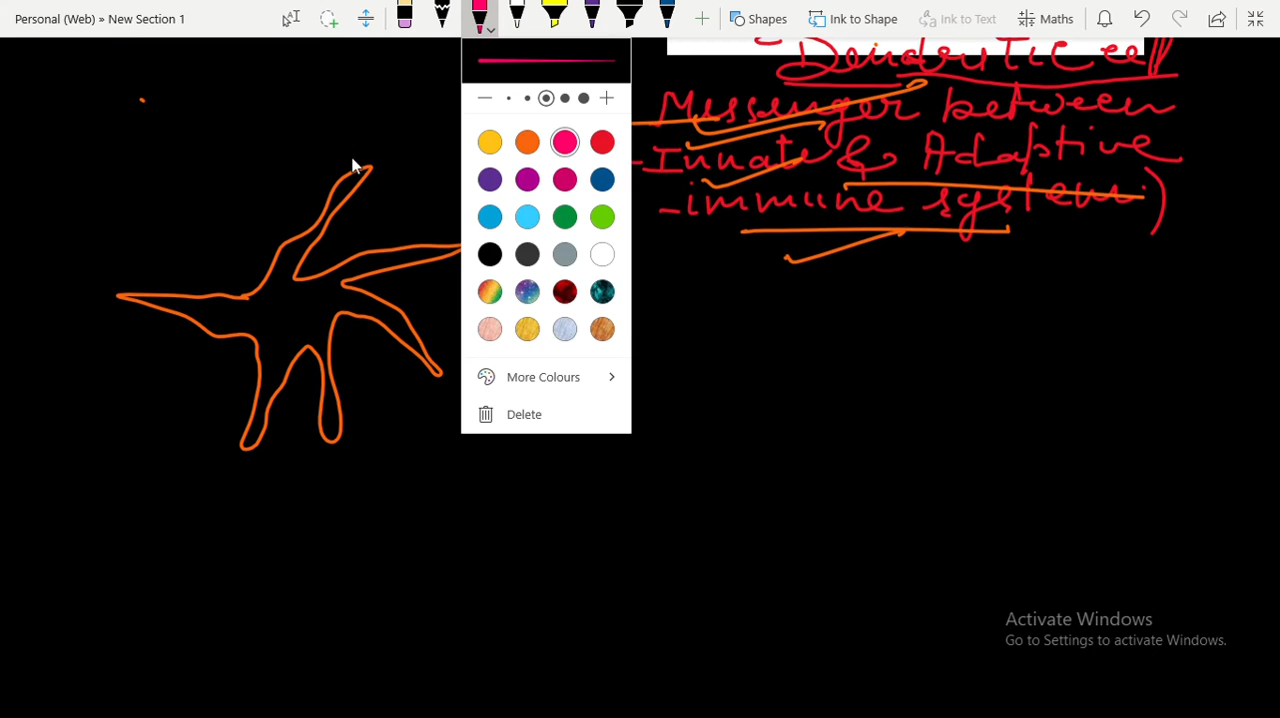 Personal (Web) » New Section 1
Shapes
Ink to Shape
Ink to Text
Maths
Dendritic cell
Messenger between
-Innate & Adaptive
-immune system)
More Colours
Delete
Activate Windows
Go to Settings to activate Windows.